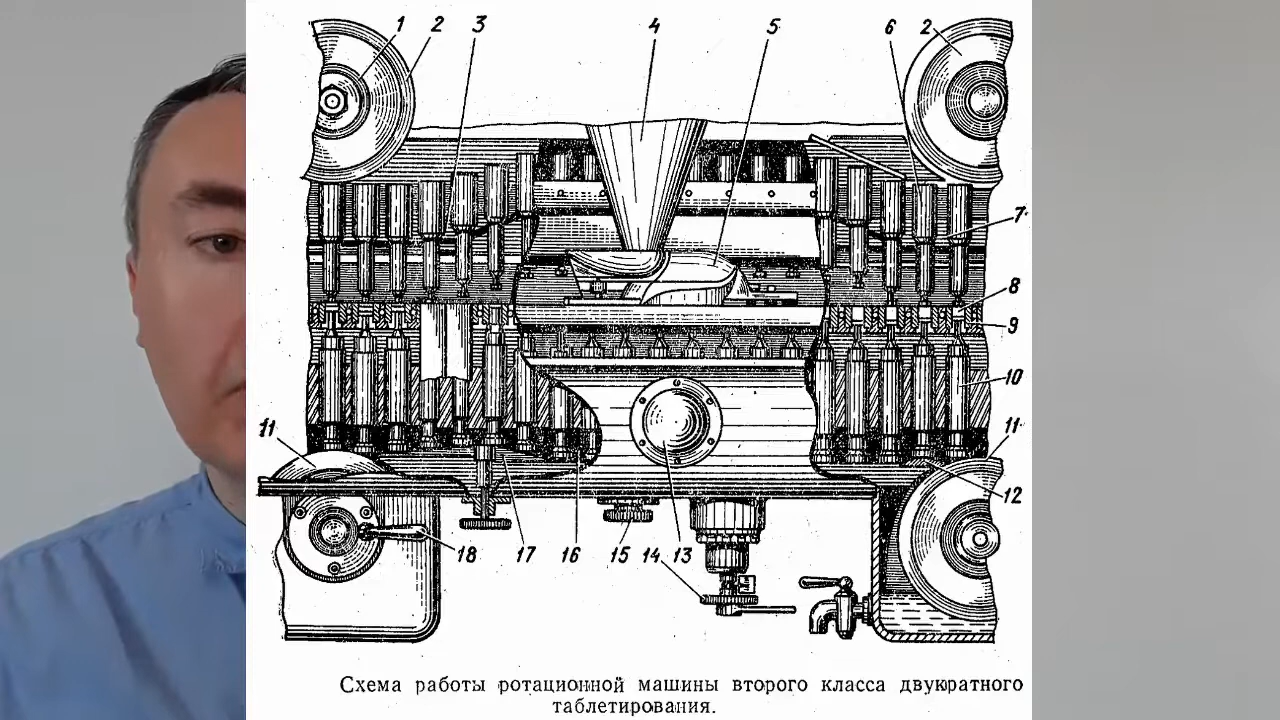 1 2 3 4 5 6 2
7
8
9
10
11 11
12
18 17 16 15 14 13
Схема работы ротационной машины второго класса двукратного
таблетирования.